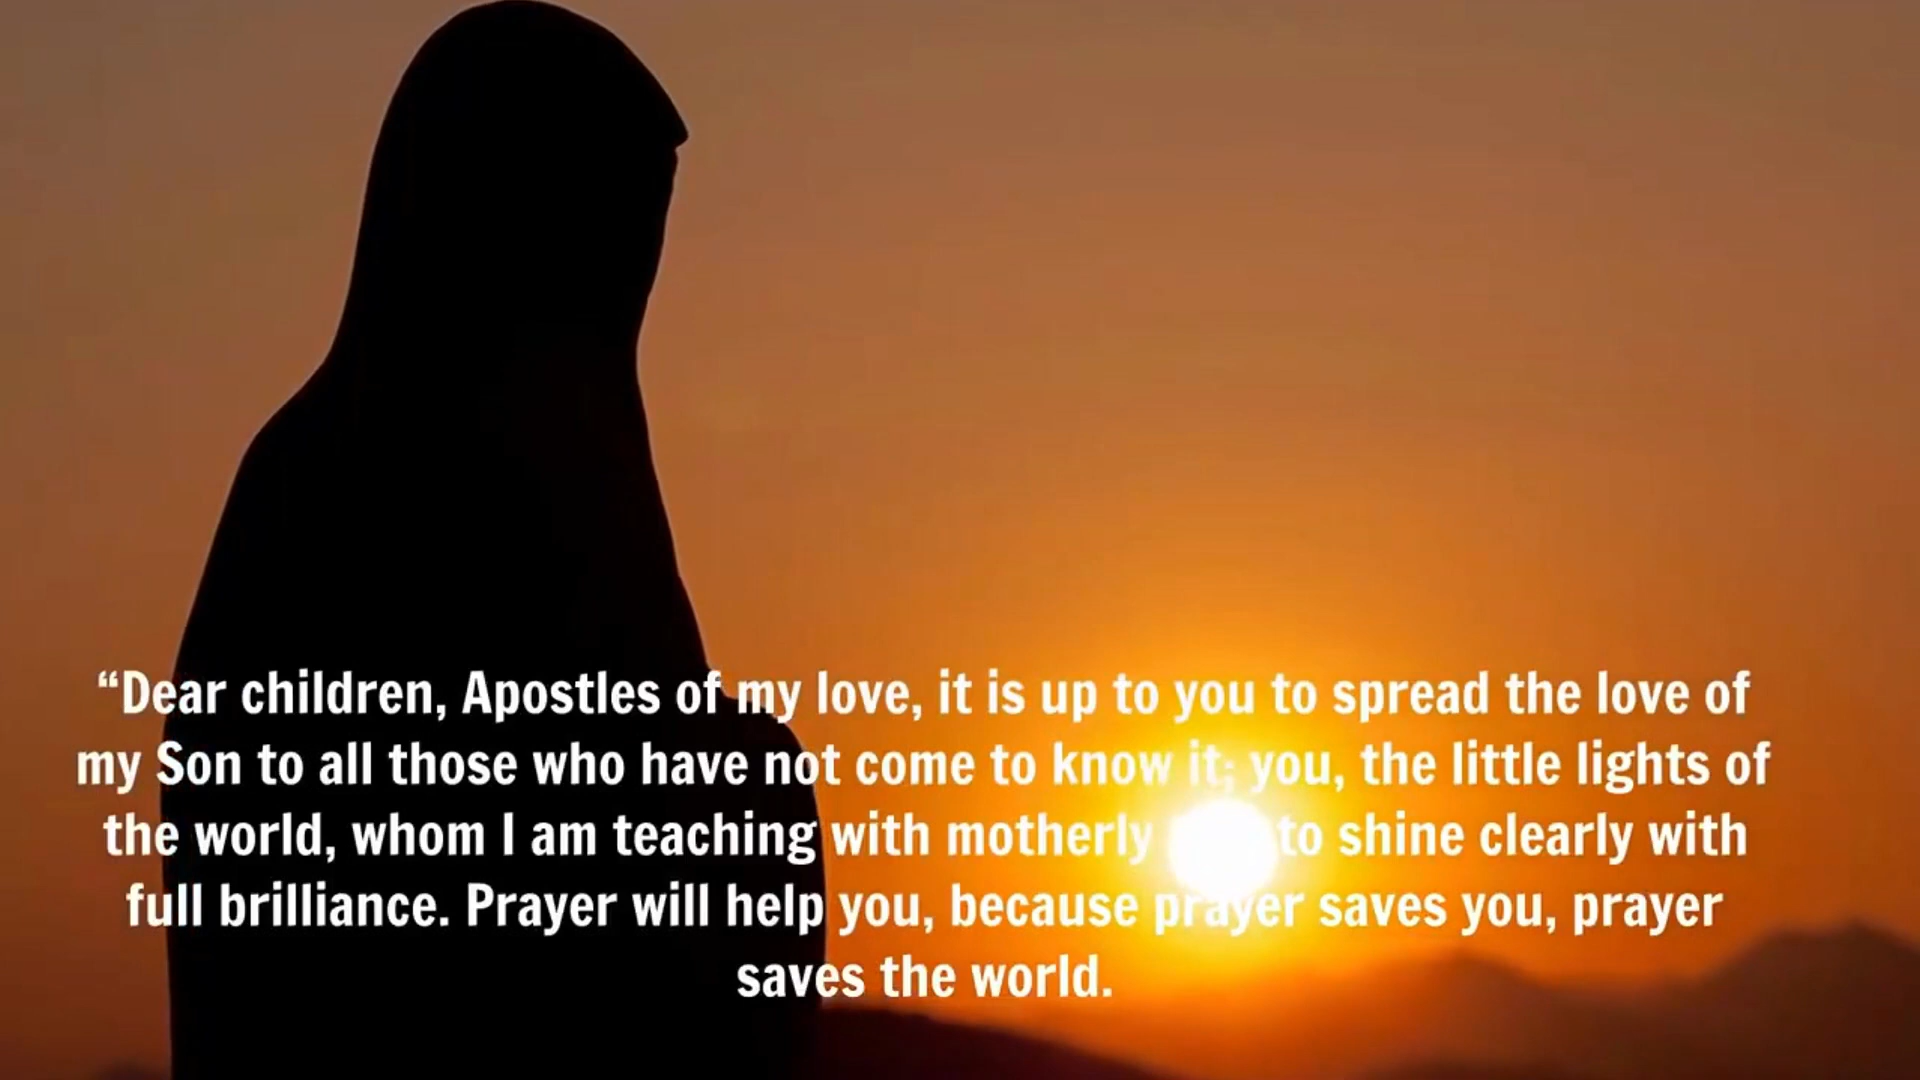 “Dear children, Apostles of my love, it is up to you to spread the love of
my Son to all those who have not come to know it; you, the little lights of
the world, whom I am teaching with motherly to shine clearly with
full brilliance. Prayer will help you, because prayer saves you, prayer
saves the world.